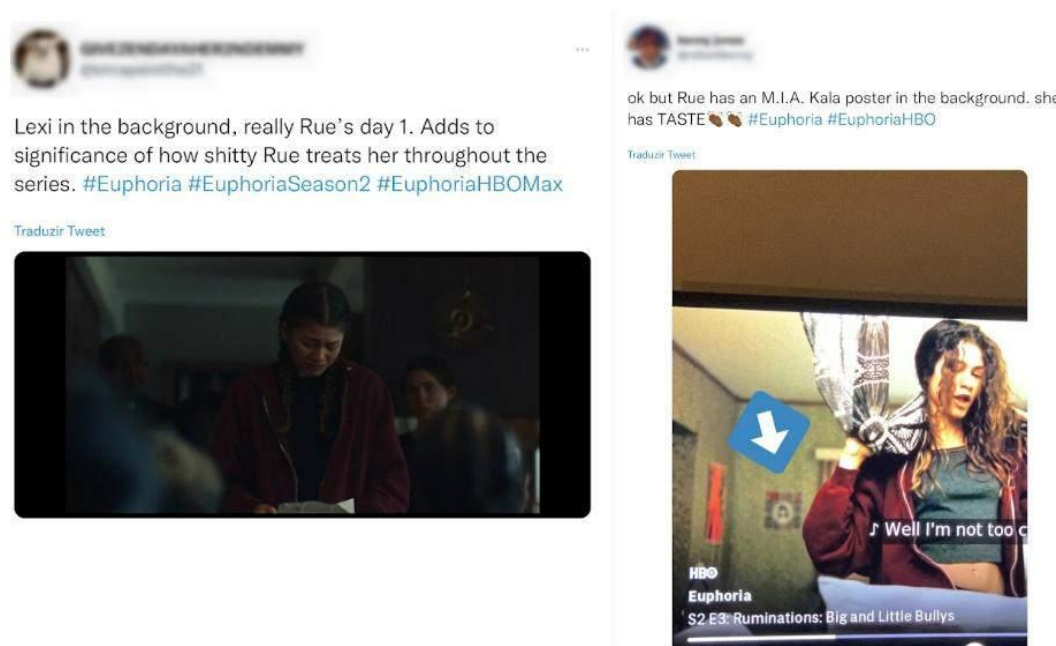 Lexi in the background, really Rue's day 1. Adds to
significance of how shitty Rue treats her throughout the
series. #Euphoria #EuphoriaSeason2 #EuphoriaHBOMax
Traduzir Tweet
ok but Rue has an M.I.A. Kala poster in the background. she
has TASTE👏🏾👏🏾 #Euphoria #EuphoriaHBO
Traduzir Tweet
♪ Well I'm not too c
HBO
Euphoria
S2 E3: Ruminations: Big and Little Bullys